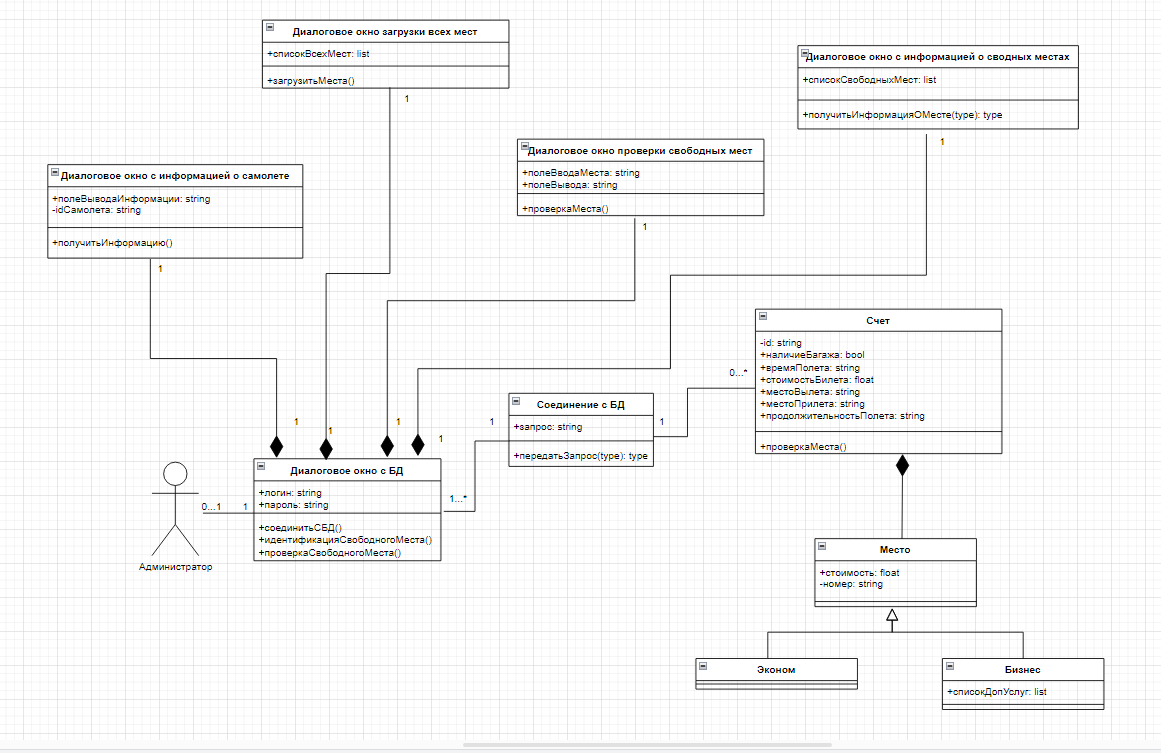 Диалоговое окно загрузки всех мест
+списокВсехМест: list
+загрузитьМеста()
1
Диалоговое окно с информацией о сводных местах
+списокСвободныхМест: list
+получитьИнформацияОМесте(type): type
1
Диалоговое окно проверки свободных мест
+полеВводаМеста: string
+полеВывода: string
+проверкаМеста()
1
Диалоговое окно с информацией о самолете
+полеВыводаИнформации: string
-idСамолета: string
+получитьИнформацию()
1
Счет
-id: string
+наличиеБагажа: bool
+времяПолета: string
+стоимостьБилета: float
+местоВылета: string
+местоПрилета: string
+продолжительностьПолета: string
+проверкаМеста()
0...*
Соединение с БД
+запрос: string
+передатьЗапрос(type): type
1
1
1
1
1
1
Диалоговое окно с БД
+логин: string
+пароль: string
+соединитьСБД()
+идентификацияСвободногоМеста()
+проверкаСвободногоМеста()
1...*
0...1
1
Администратор
Место
+стоимость: float
-номер: string
Эконом
Бизнес
+списокДопУслуг: list